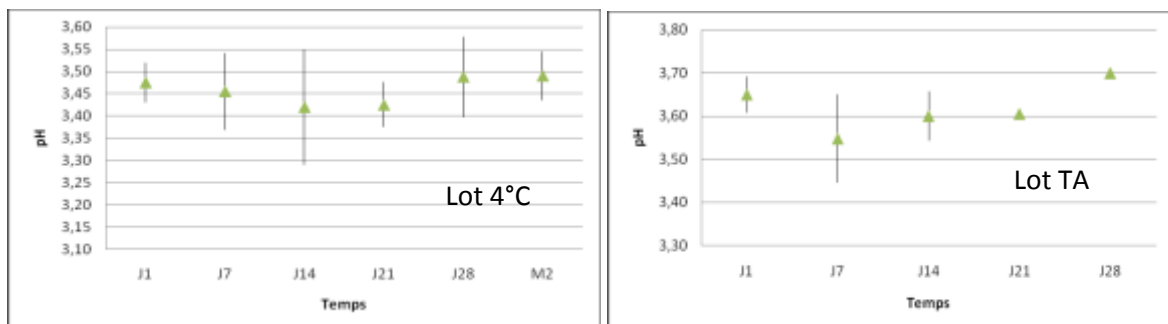 3,60
3,55
3,50
3,45
3,40
3,35
3,30
3,25
3,20
3,15
3,10
pH
J1 J7 J14 J21 J28 M2
Temps
Lot 4°C
3,80
3,70
3,60
3,50
3,40
3,30
pH
J1 J7 J14 J21 J28
Temps
Lot TA